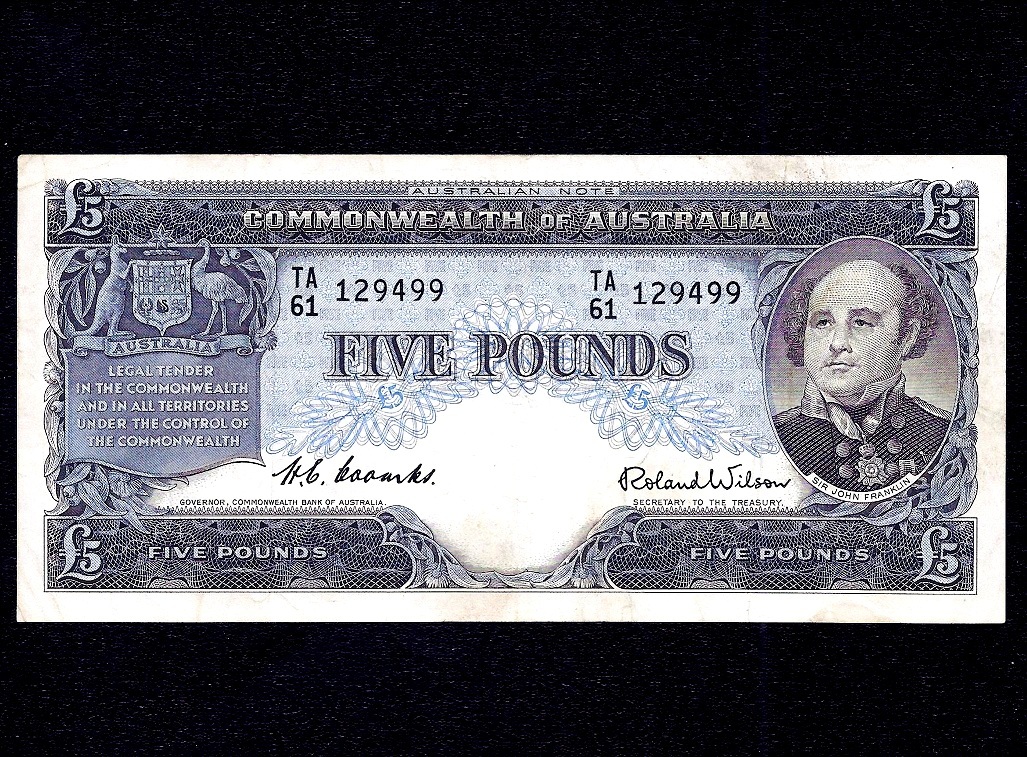 AUSTRALIAN NOTE
£5 COMMONWEALTH OF AUSTRALIA £5
TA 61 129499
TA 61 129499
AUSTRALIA
FIVE POUNDS
£5 £5
LEGAL TENDER
IN THE COMMONWEALTH
AND IN ALL TERRITORIES
UNDER THE CONTROL OF
THE COMMONWEALTH
H.C. Coombs.
GOVERNOR, COMMONWEALTH BANK OF AUSTRALIA.
Roland Wilson
SECRETARY TO THE TREASURY.
SIR JOHN FRANKLIN
£5 FIVE POUNDS FIVE POUNDS £5